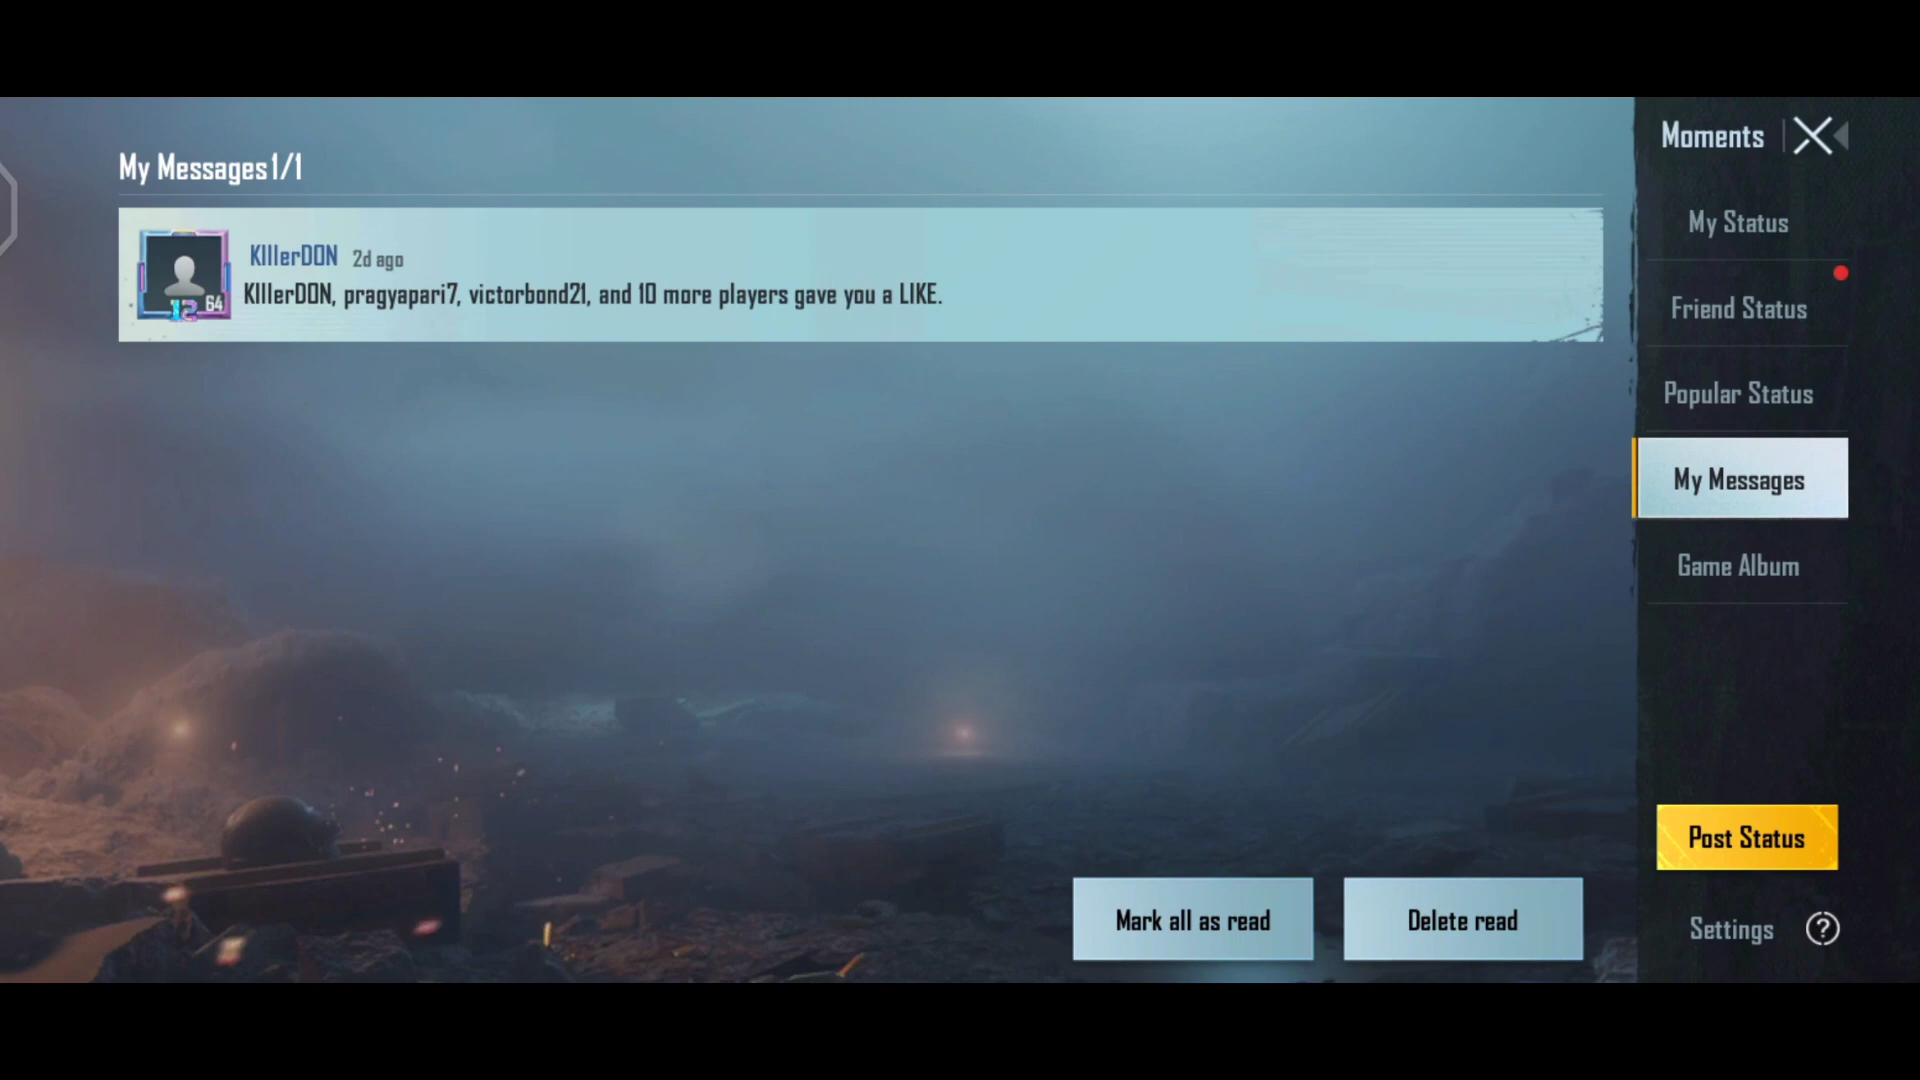 Moments
My Messages1/1
My Status
KIllerDON 2d ago
KIllerDON, pragyapari7, victorbond21, and 10 more players gave you a LIKE.
12 64
Friend Status
Popular Status
My Messages
Game Album
Post Status
Mark all as read
Delete read
Settings ?